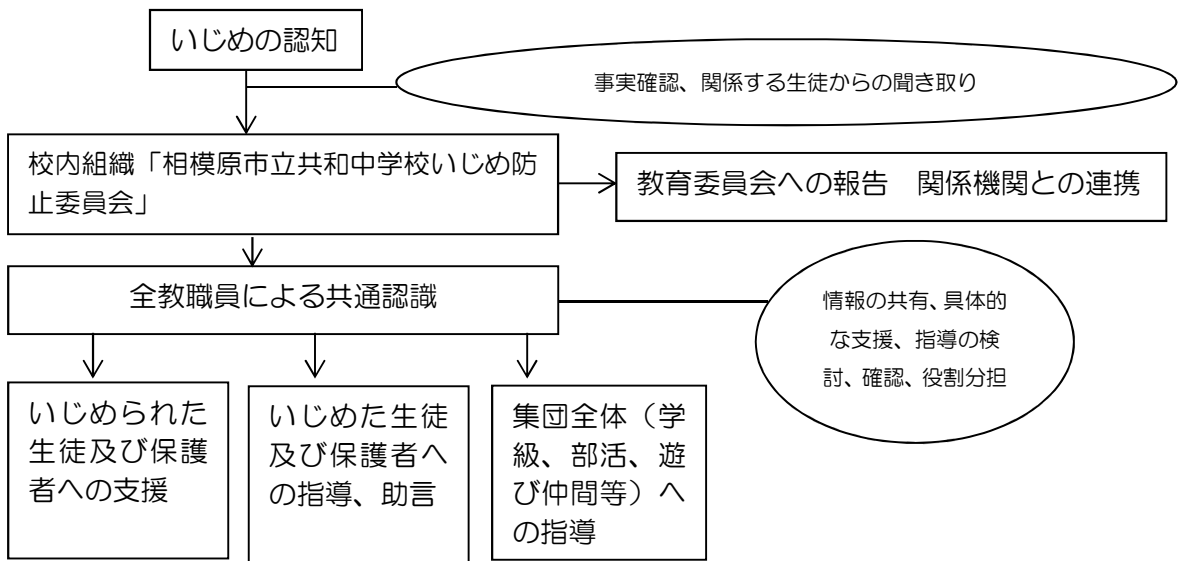 いじめの認知
事実確認、関係する生徒からの聞き取り
校内組織「相模原市立共和中学校いじめ防
止委員会」
教育委員会への報告　関係機関との連携
全教職員による共通認識
情報の共有、具体的
な支援、指導の検
討、確認、役割分担
いじめられた
生徒及び保護
者への支援
いじめた生徒
及び保護者へ
の指導、助言
集団全体（学
級、部活、遊
び仲間等）へ
の指導